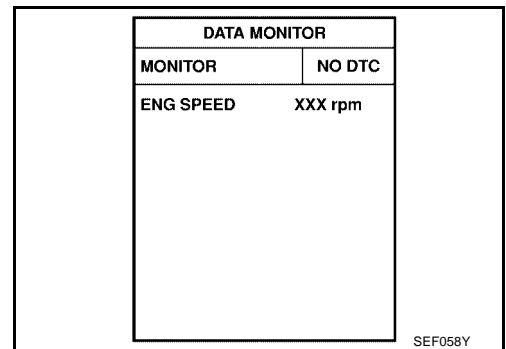 DATA MONITOR
MONITOR NO DTC
ENG SPEED XXX rpm
SEF058Y